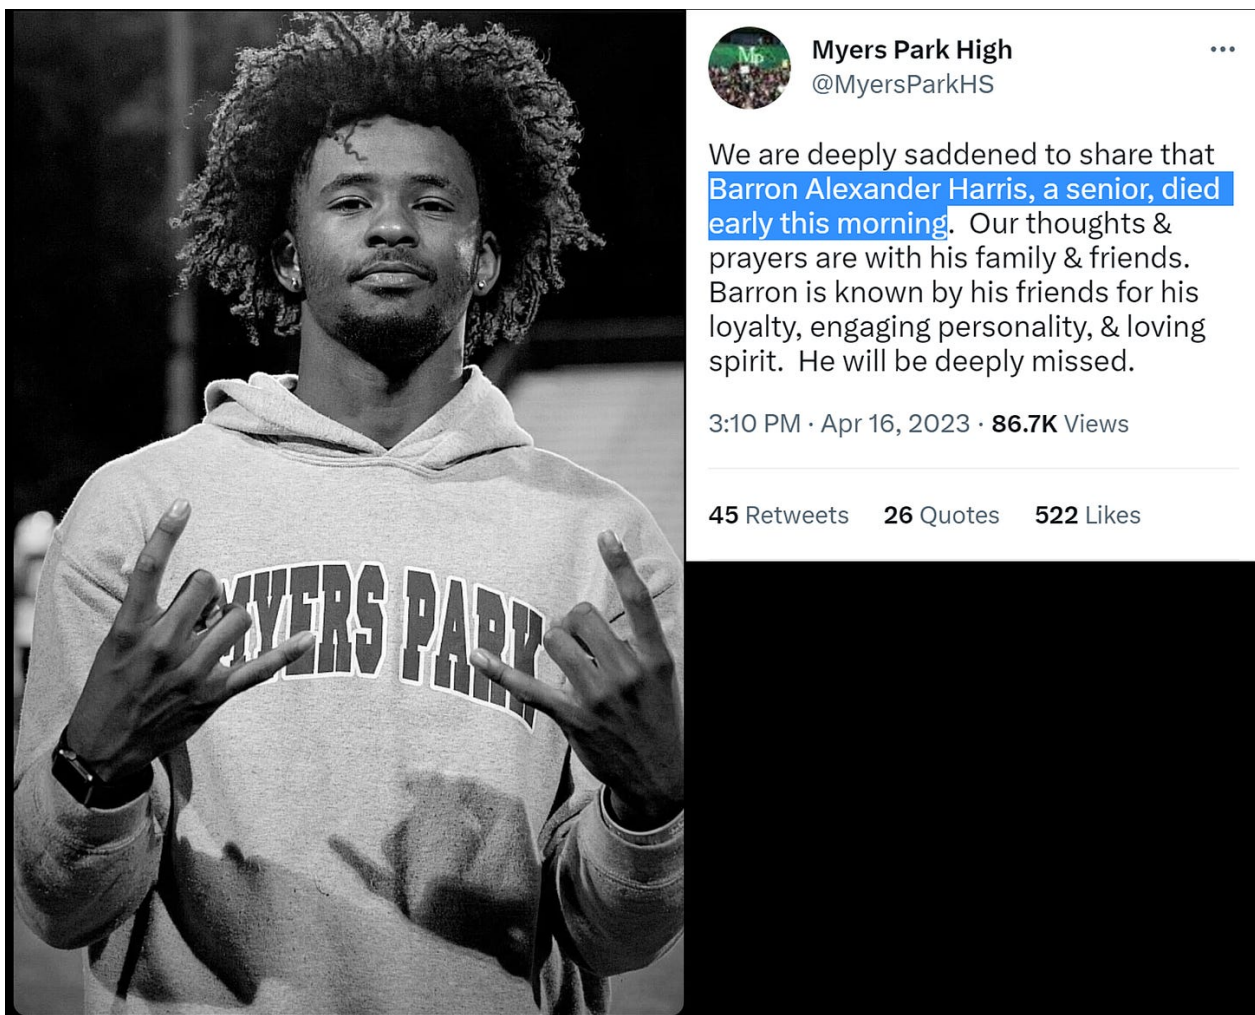 MYERS PARK
Mp
Myers Park High
@MyersParkHS
We are deeply saddened to share that
Barron Alexander Harris, a senior, died
early this morning.  Our thoughts &
prayers are with his family & friends.
Barron is known by his friends for his
loyalty, engaging personality, & loving
spirit.  He will be deeply missed.
3:10 PM · Apr 16, 2023 · 86.7K Views
45 Retweets 26 Quotes 522 Likes